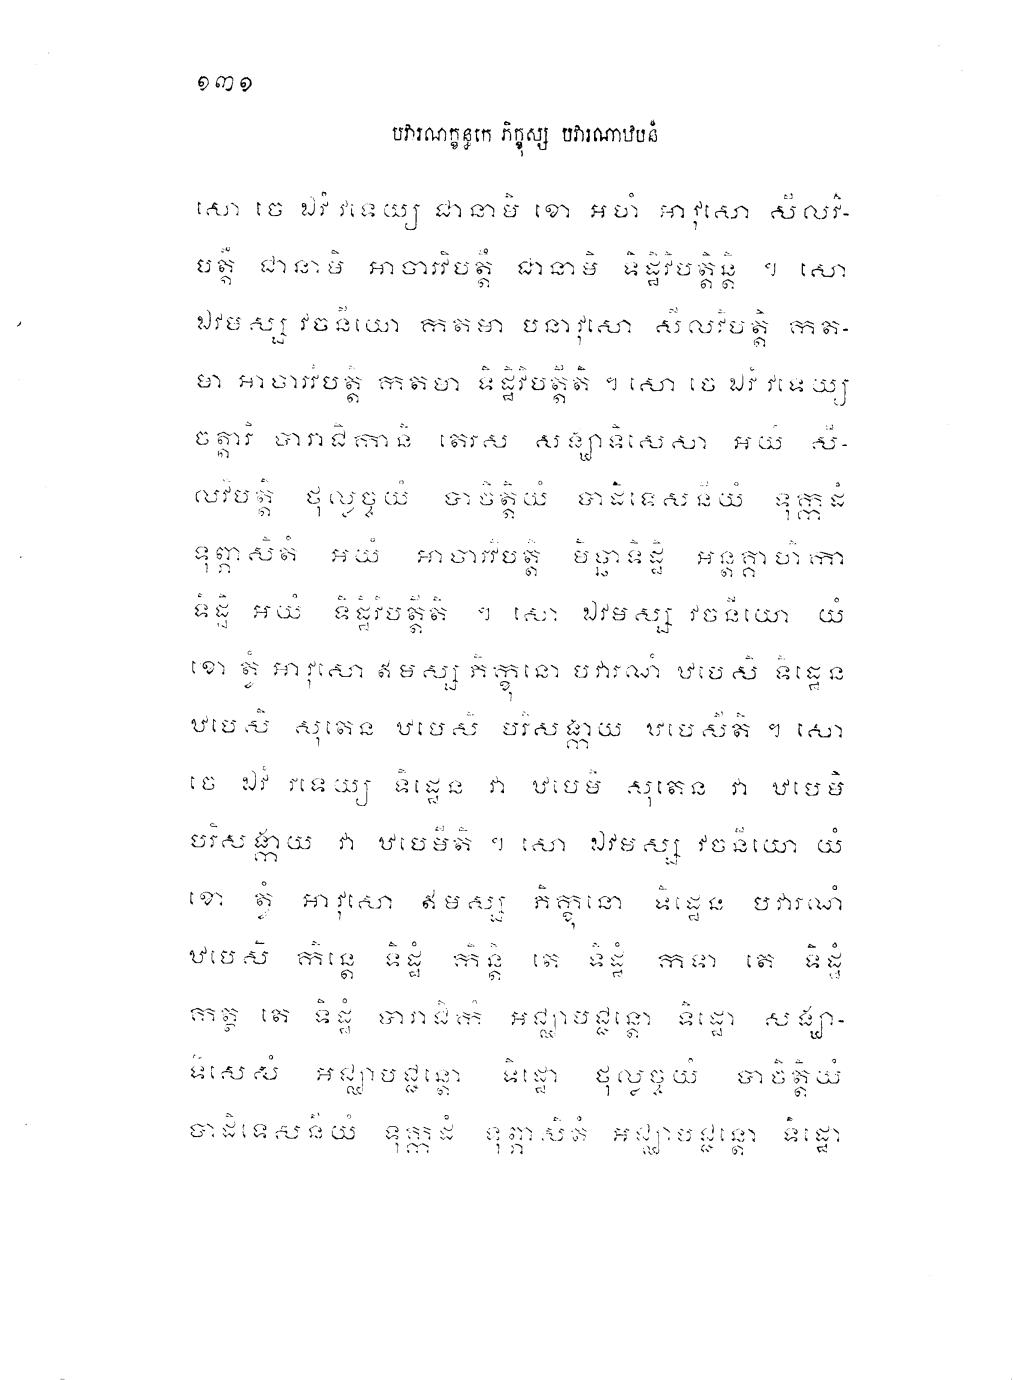 ១៣១
បវារណក្ខន្ធកេ ភិក្ខុស្ស បវារណាឋបនំ
សោ ចេ ឯវំ វទេយ្យ ជានាមិ ខោ អហំ អាវុសោ សីលវិ-
បត្តឹ ជានាមិ អាចារវិបត្តឹ ជានាមិ ទិដ្ឋិវិបត្តិន្តិ ។ សោ
ឯវមស្ស វចនីយោ កតមា បនាវុសោ សីលវិបត្តិ កត-
មា អាចារវិបត្តិ កតមា ទិដ្ឋិវិបត្តីតិ ។ សោ ចេ ឯវំ វទេយ្យ
ចត្តារិ បារាជិកានិ តេរស សង្ឃាទិសេសា អយំ សី-
លវិបត្តិ ថុល្លច្ចយំ បាចិត្តិយំ បាដិទេសនីយំ ទុក្កដំ
ទុព្ភាសិតំ អយំ អាចារវិបត្តិ មិច្ឆាទិដ្ឋិ អន្តគ្គាហិកា
ទិដ្ឋិ អយំ ទិដ្ឋិវិបត្តីតិ ។ សោ ឯវមស្ស វចនីយោ យំ
ខោ ត្វំ អាវុសោ ឥមស្ស ភិក្ខុនោ បវារណំ ឋបេសិ ទិដ្ឋេន
ឋបេសិ សុតេន ឋបេសិ បរិសង្កាយ ឋបេសីតិ ។ សោ
ចេ ឯវំ វទេយ្យ ទិដ្ឋេន វា ឋបេមិ សុតេន វា ឋបេមិ
បរិសង្កាយ វា ឋបេមីតិ ។ សោ ឯវមស្ស វចនីយោ យំ
ខោ ត្វំ អាវុសោ ឥមស្ស ភិក្ខុនោ ទិដ្ឋេន បវារណំ
ឋបេសិ កិន្តេ ទិដ្ឋំ កិន្តិ តេ ទិដ្ឋំ កទា តេ ទិដ្ឋំ
កត្ថ តេ ទិដ្ឋំ បារាជិកំ អជ្ឈាបជ្ជន្តោ ទិដ្ឋោ សង្ឃា-
ទិសេសំ អជ្ឈាបជ្ជន្តោ ទិដ្ឋោ ថុល្លច្ចយំ បាចិត្តិយំ
បាដិទេសនីយំ ទុក្កដំ ទុព្ភាសិតំ អជ្ឈាបជ្ជន្តោ ទិដ្ឋោ